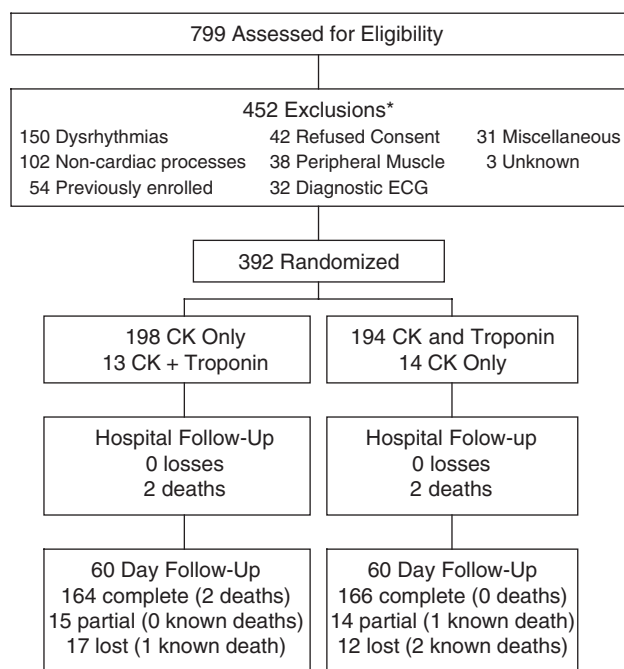 799 Assessed for Eligibility
452 Exclusions*
150 Dysrhythmias
102 Non-cardiac processes
54 Previously enrolled
42 Refused Consent
38 Peripheral Muscle
32 Diagnostic ECG
31 Miscellaneous
3 Unknown
392 Randomized
198 CK Only
13 CK + Troponin
194 CK and Troponin
14 CK Only
Hospital Follow-Up
0 losses
2 deaths
Hospital Follow-up
0 losses
2 deaths
60 Day Follow-Up
164 complete (2 deaths)
15 partial (0 known deaths)
17 lost (1 known death)
60 Day Follow-Up
166 complete (0 deaths)
14 partial (1 known death)
12 lost (2 known deaths)